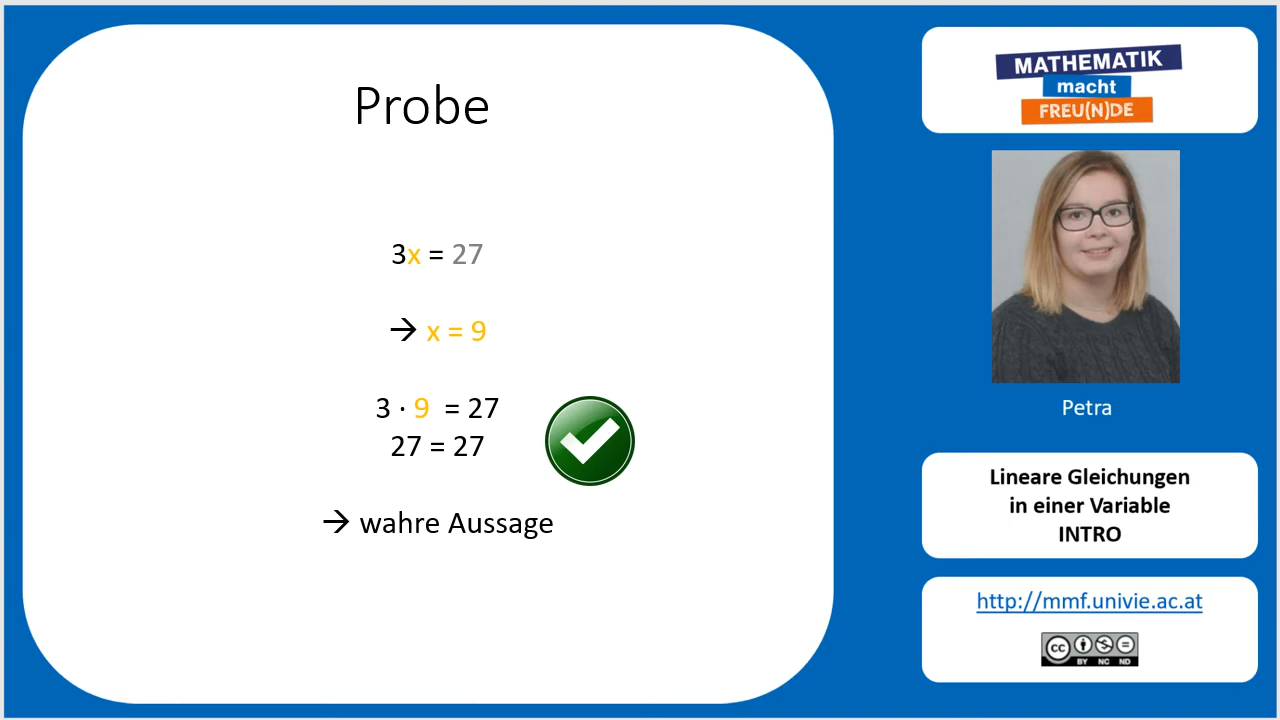 Probe
3x = 27
→ x = 9
3 · 9 = 27
27 = 27
→ wahre Aussage
MATHEMATIK
macht
FREU(N)DE
Petra
Lineare Gleichungen
in einer Variable
INTRO
http://mmf.univie.ac.at
cc
BY NC ND